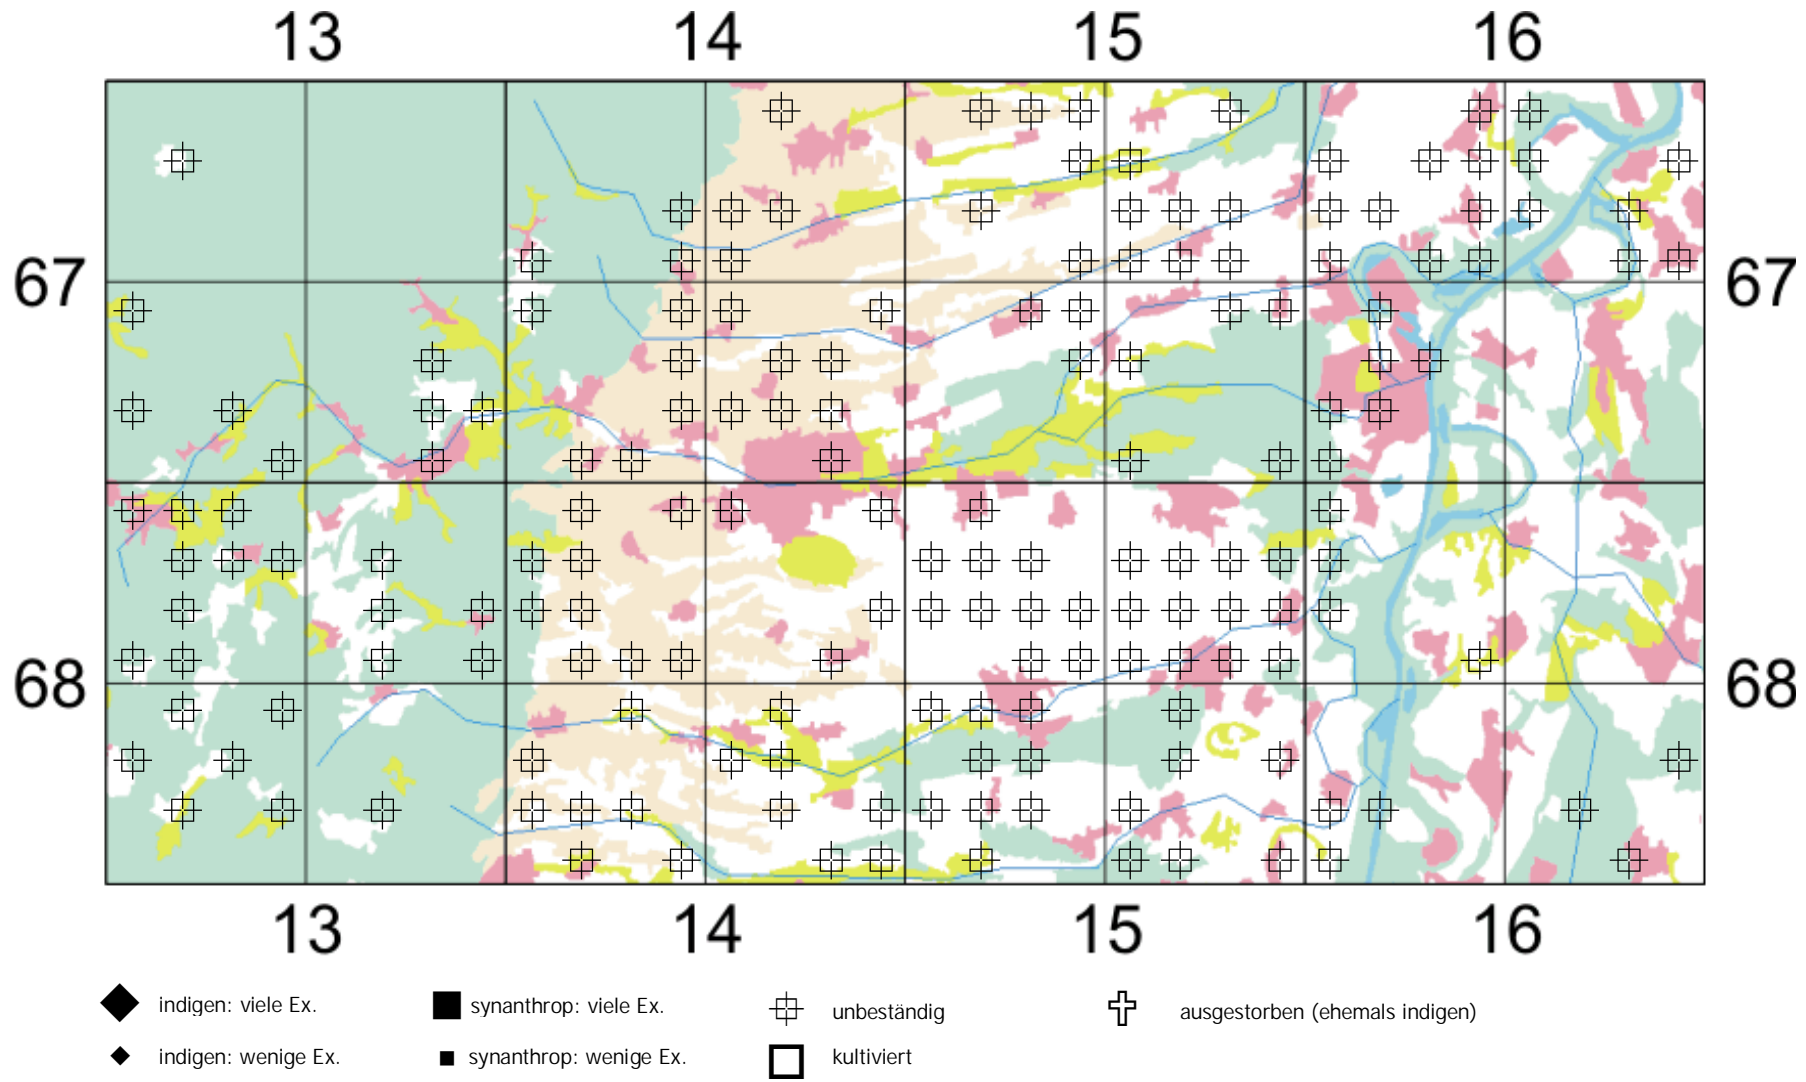 13 14 15 16
67 67
68 68
13 14 15 16
indigen: viele Ex. synanthrop: viele Ex. unbeständig ausgestorben (ehemals indigen)
indigen: wenige Ex. synanthrop: wenige Ex. kultiviert